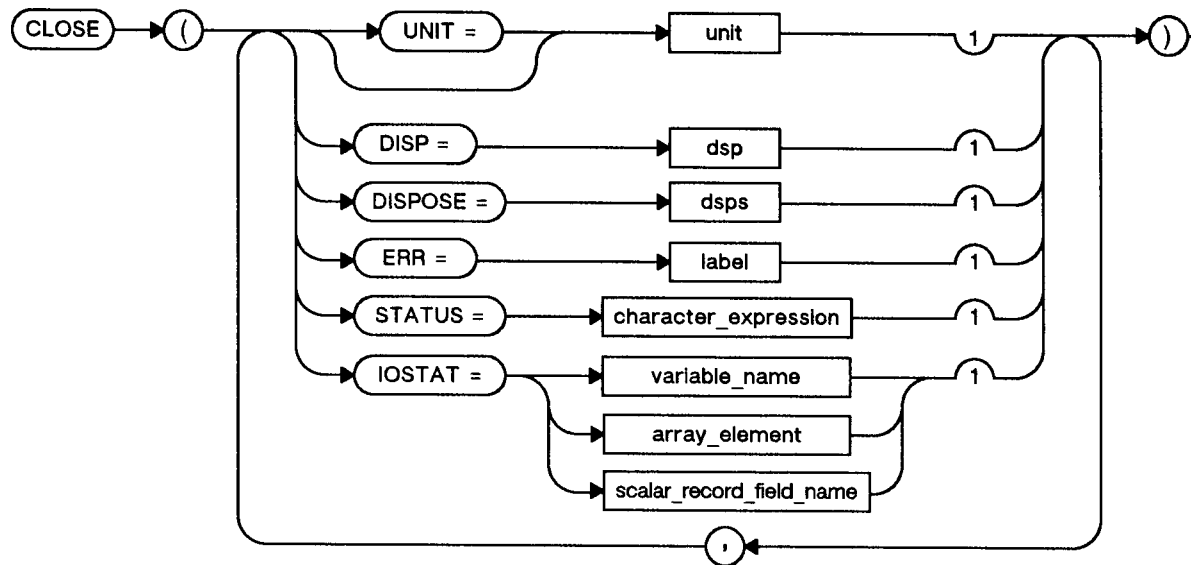 CLOSE ( UNIT = unit 1 )
DISP = dsp 1
DISPOSE = dsps 1
ERR = label 1
STATUS = character_expression 1
IOSTAT = variable_name 1
array_element
scalar_record_field_name
,